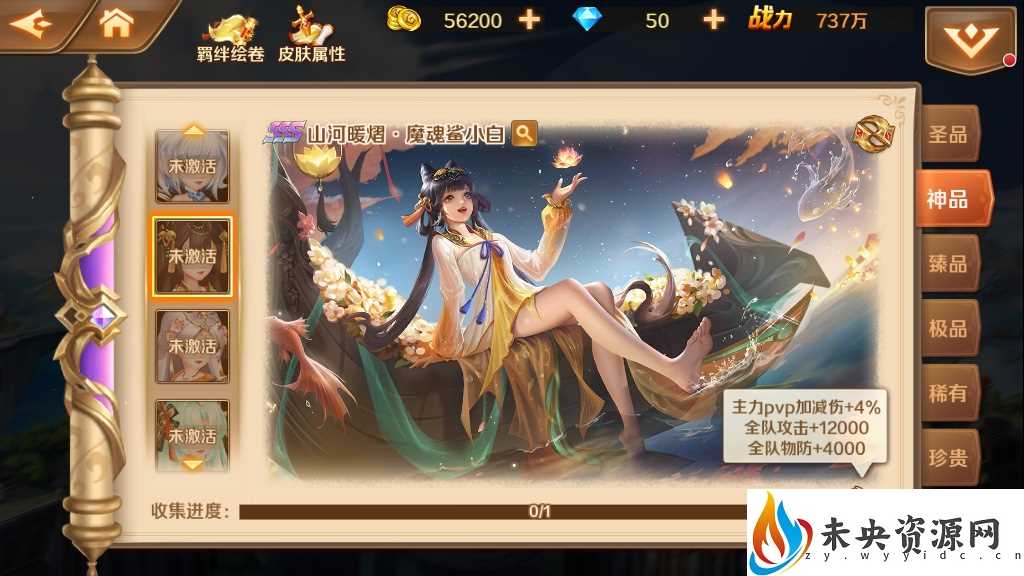 羁绊绘卷
皮肤属性
56200
50
战力 737万
SSS 山河暖熠·魔魂鲨小白
未激活
未激活
未激活
未激活
圣品
神品
臻品
极品
稀有
珍贵
主力pvp加减伤+4%
全队攻击+12000
全队物防+4000
收集进度：
0/1
未央资源网
zy.wyyidc.cn